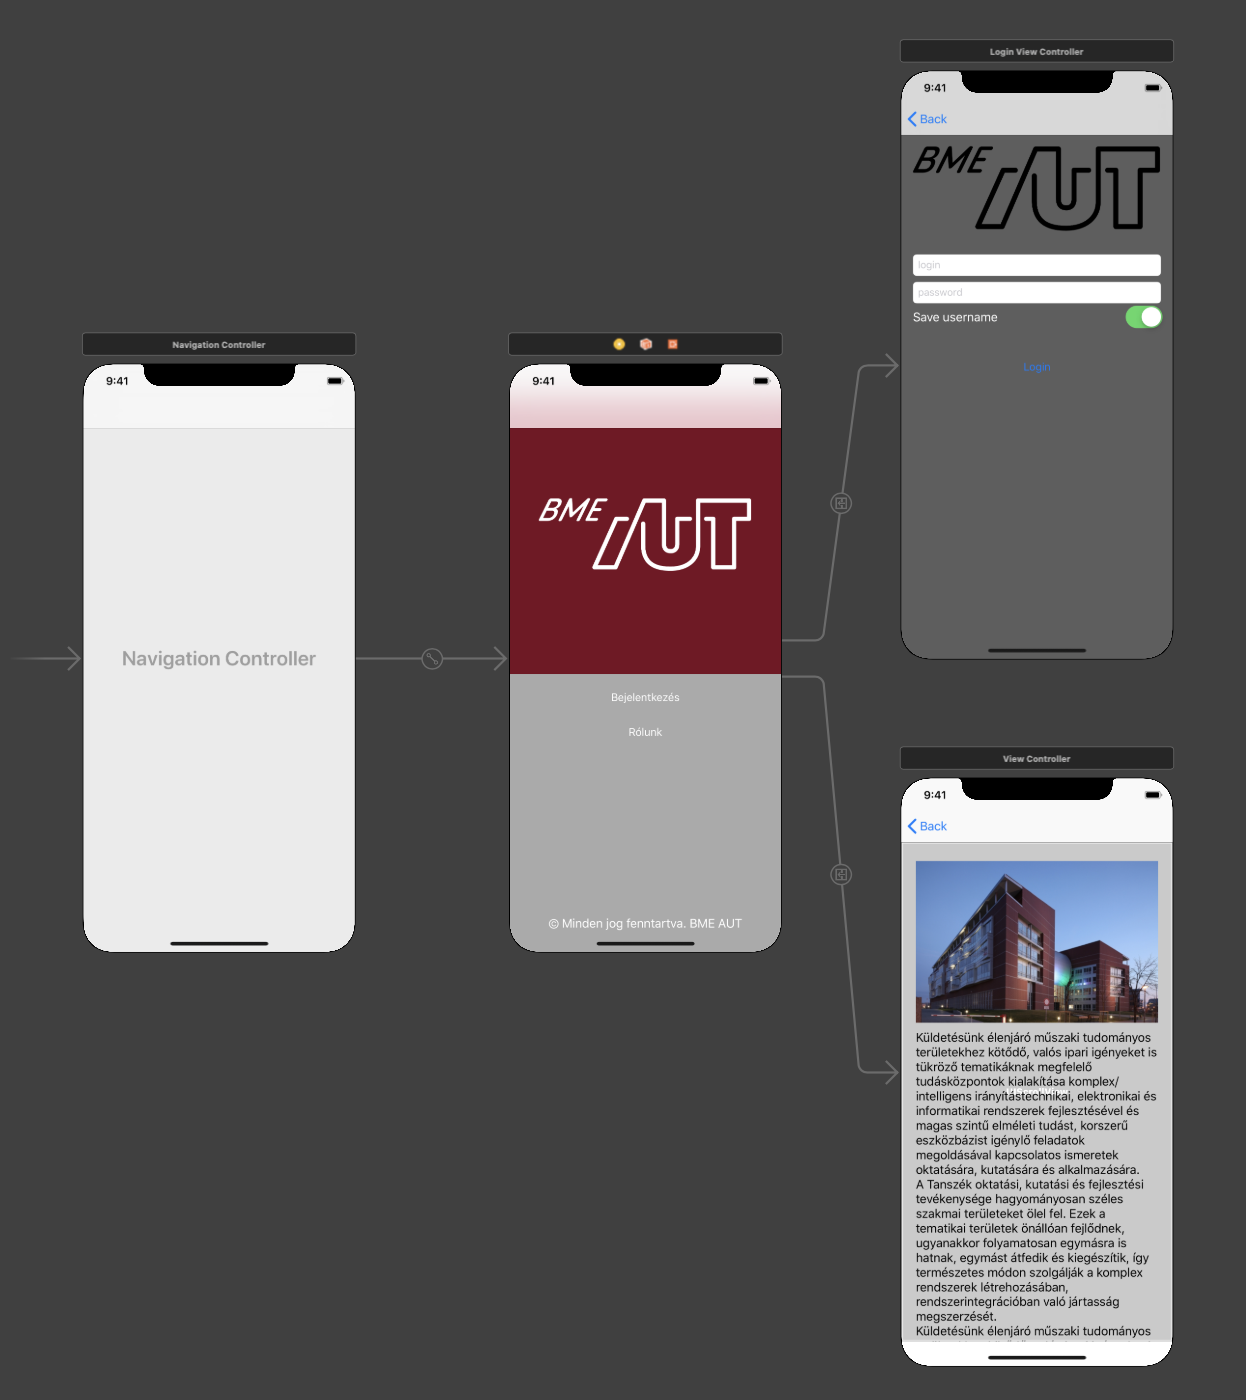 Navigation Controller
9:41
Navigation Controller
9:41
BME AUT
Bejelentkezés
Rólunk
© Minden jog fenntartva. BME AUT
Login View Controller
9:41
Back
BME AUT
login
password
Save username
Login
View Controller
9:41
Back
Küldetésünk élenjáró műszaki tudományos
területekhez kötődő, valós ipari igényeket is
tükröző tematikáknak megfelelő
tudásközpontok kialakítása komplex/
intelligens irányítástechnikai, elektronikai és
informatikai rendszerek fejlesztésével és
magas szintű elméleti tudást, korszerű
eszközbázist igénylő feladatok
megoldásával kapcsolatos ismeretek
oktatására, kutatására és alkalmazására.
A Tanszék oktatási, kutatási és fejlesztési
tevékenysége hagyományosan széles
szakmai területeket ölel fel. Ezek a
tematikai területek önállóan fejlődnek,
ugyanakkor folyamatosan egymásra is
hatnak, egymást átfedik és kiegészítik, így
természetes módon szolgálják a komplex
rendszerek létrehozásában,
rendszerintegrációban való jártasság
megszerzését.
Küldetésünk élenjáró műszaki tudományos